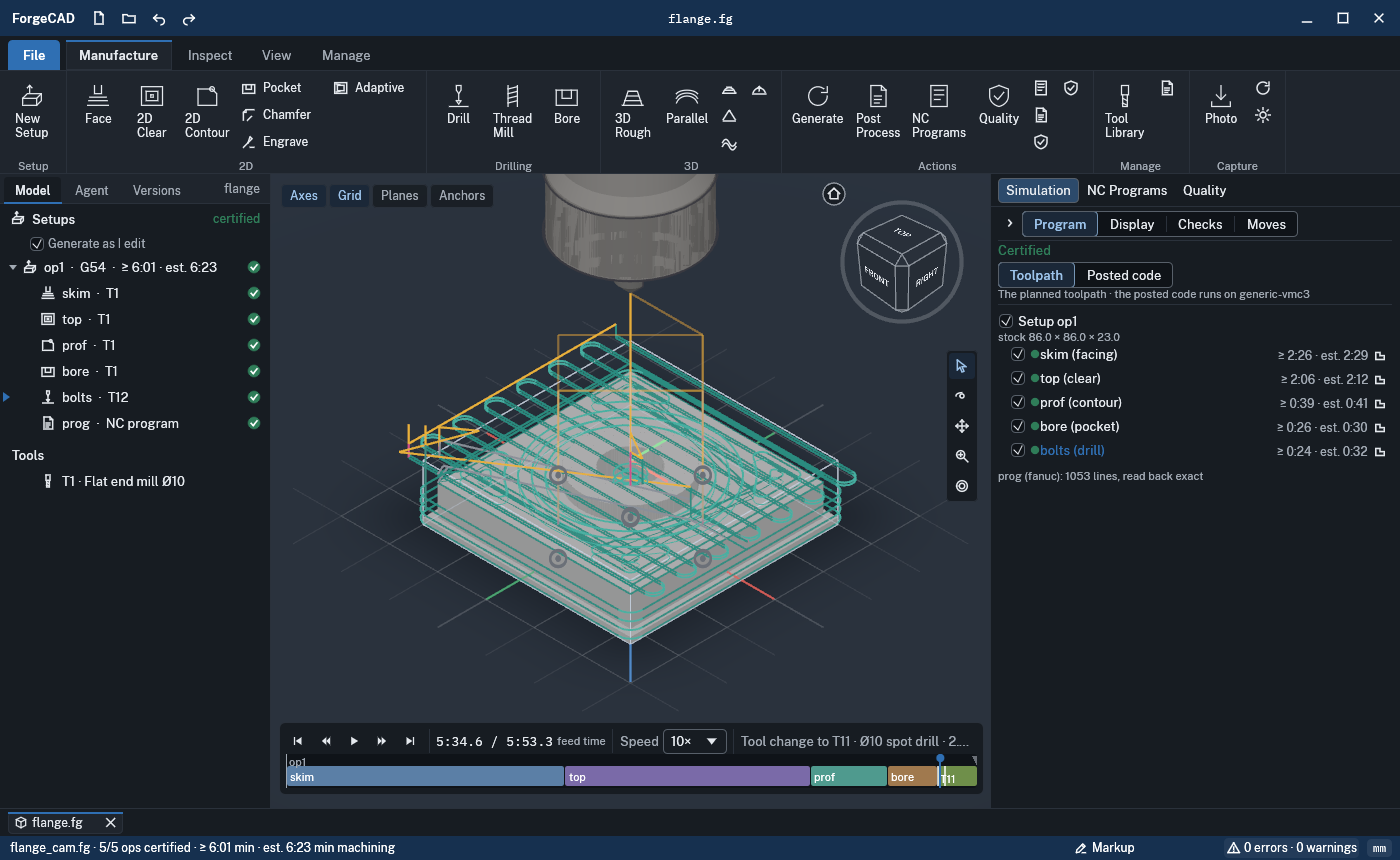 ForgeCAD
flange.fg
File
Manufacture
Inspect
View
Manage
New Setup
Face
2D Clear
2D Contour
Pocket
Chamfer
Engrave
Adaptive
Drill
Thread Mill
Bore
3D Rough
Parallel
Generate
Post Process
NC Programs
Quality
Tool Library
Photo
Setup
2D
Drilling
3D
Actions
Manage
Capture
Model
Agent
Versions
flange
Setups
certified
Generate as I edit
op1 · G54 · ≥ 6:01 · est. 6:23
skim · T1
top · T1
prof · T1
bore · T1
bolts · T12
prog · NC program
Tools
T1 · Flat end mill Ø10
Axes
Grid
Planes
Anchors
TOP
FRONT
RIGHT
5:34.6 / 5:53.3 feed time
Speed
10×
Tool change to T11 · Ø10 spot drill · 2....
op1
skim
top
prof
bore
T11
Simulation
NC Programs
Quality
Program
Display
Checks
Moves
Certified
Toolpath
Posted code
The planned toolpath · the posted code runs on generic-vmc3
Setup op1
stock 86.0 × 86.0 × 23.0
skim (facing) ≥ 2:26 · est. 2:29
top (clear) ≥ 2:06 · est. 2:12
prof (contour) ≥ 0:39 · est. 0:41
bore (pocket) ≥ 0:26 · est. 0:30
bolts (drill) ≥ 0:24 · est. 0:32
prog (fanuc): 1053 lines, read back exact
flange.fg
flange_cam.fg · 5/5 ops certified · ≥ 6:01 min · est. 6:23 min machining
Markup
0 errors · 0 warnings
mm